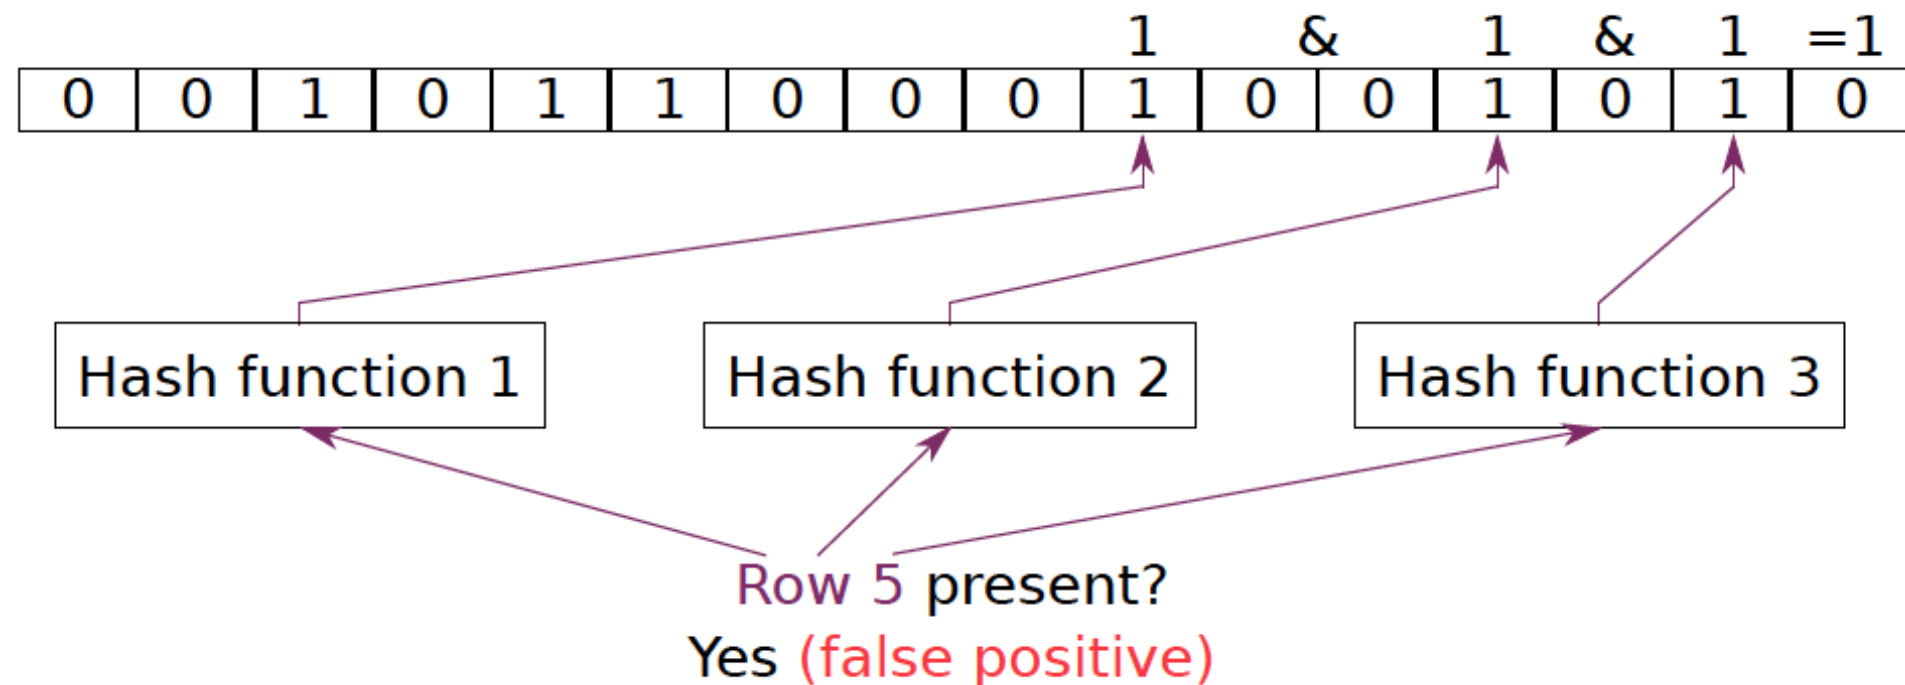 1 & 1 & 1 =1
0 0 1 0 1 1 0 0 0 1 0 0 1 0 1 0
Hash function 1 Hash function 2 Hash function 3
Row 5 present?
Yes (false positive)